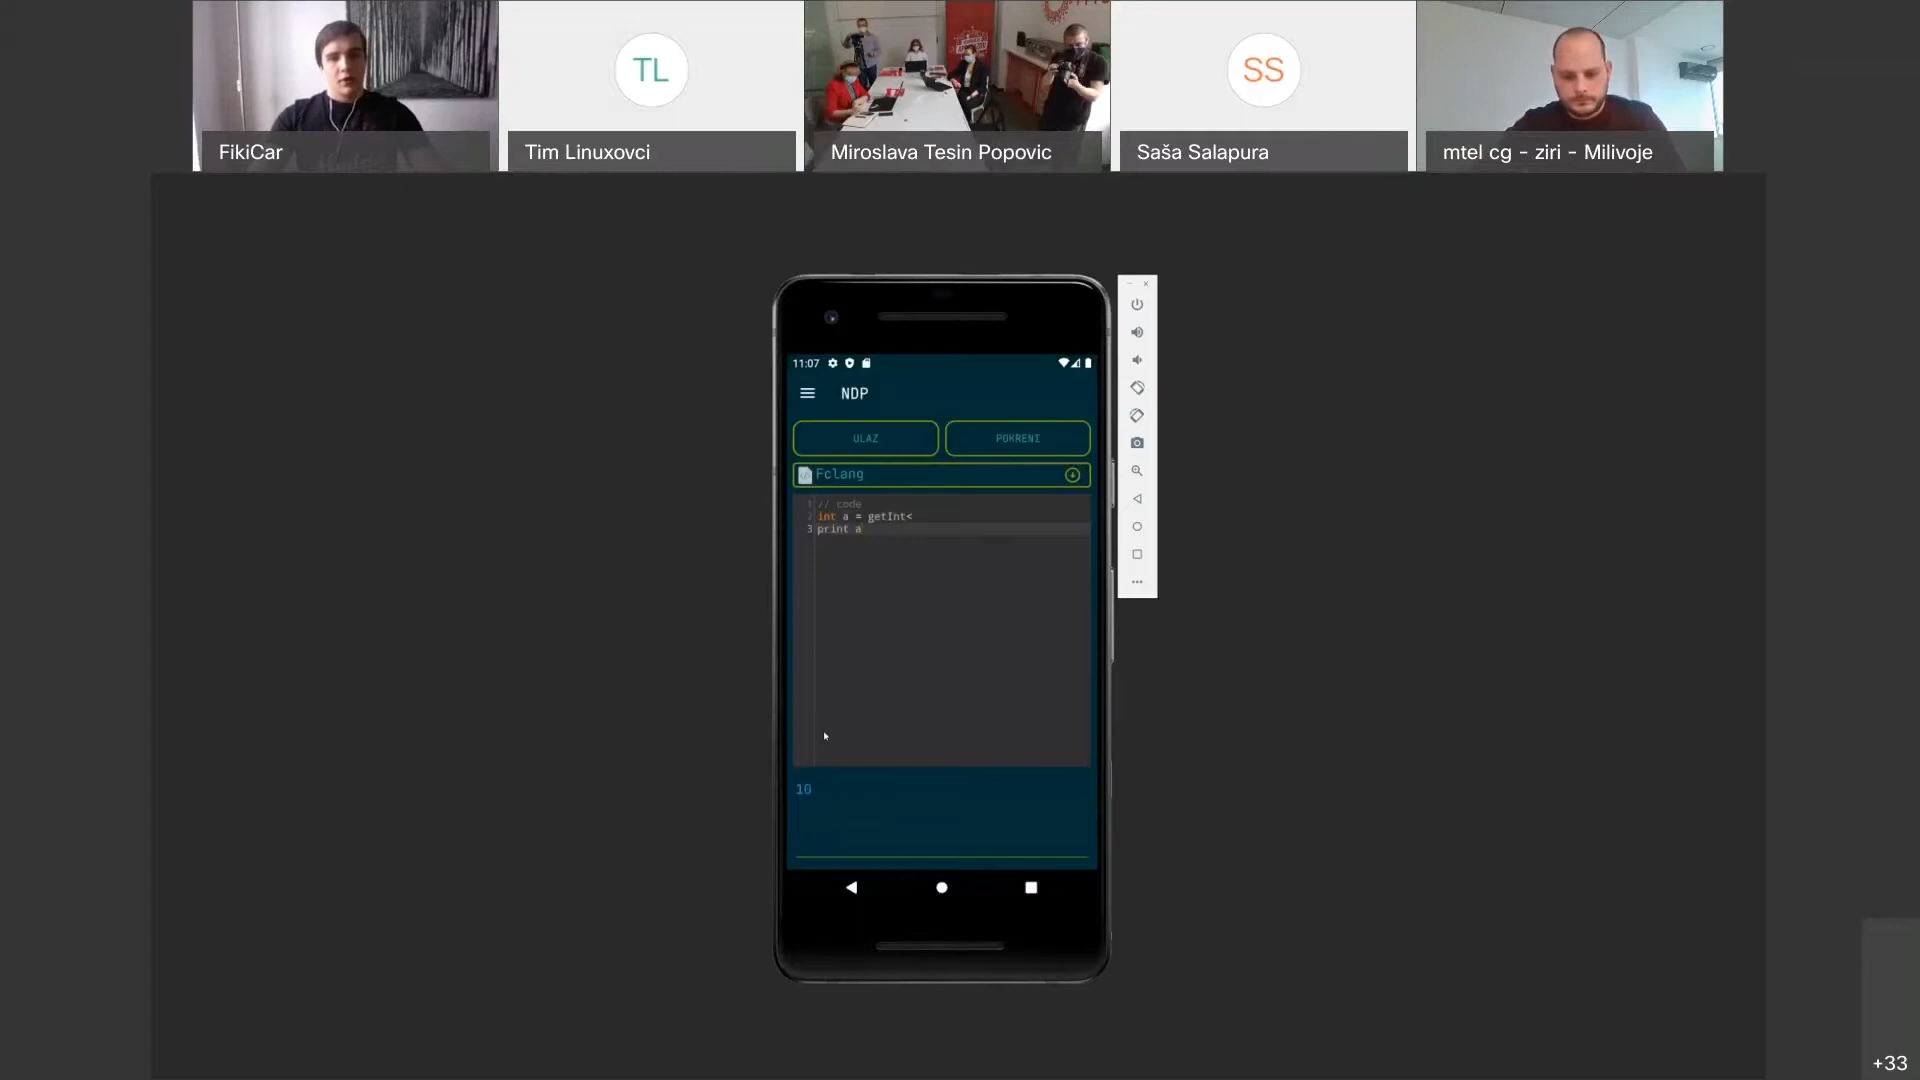 TL
SS
FikiCar
Tim Linuxovci
Miroslava Tesin Popovic
Saša Salapura
mtel cg - ziri - Milivoje
11:07
NDP
ULAZ
POKRENI
Fclang
1 // code
2 int a = getInt<
3 print a
10
+33